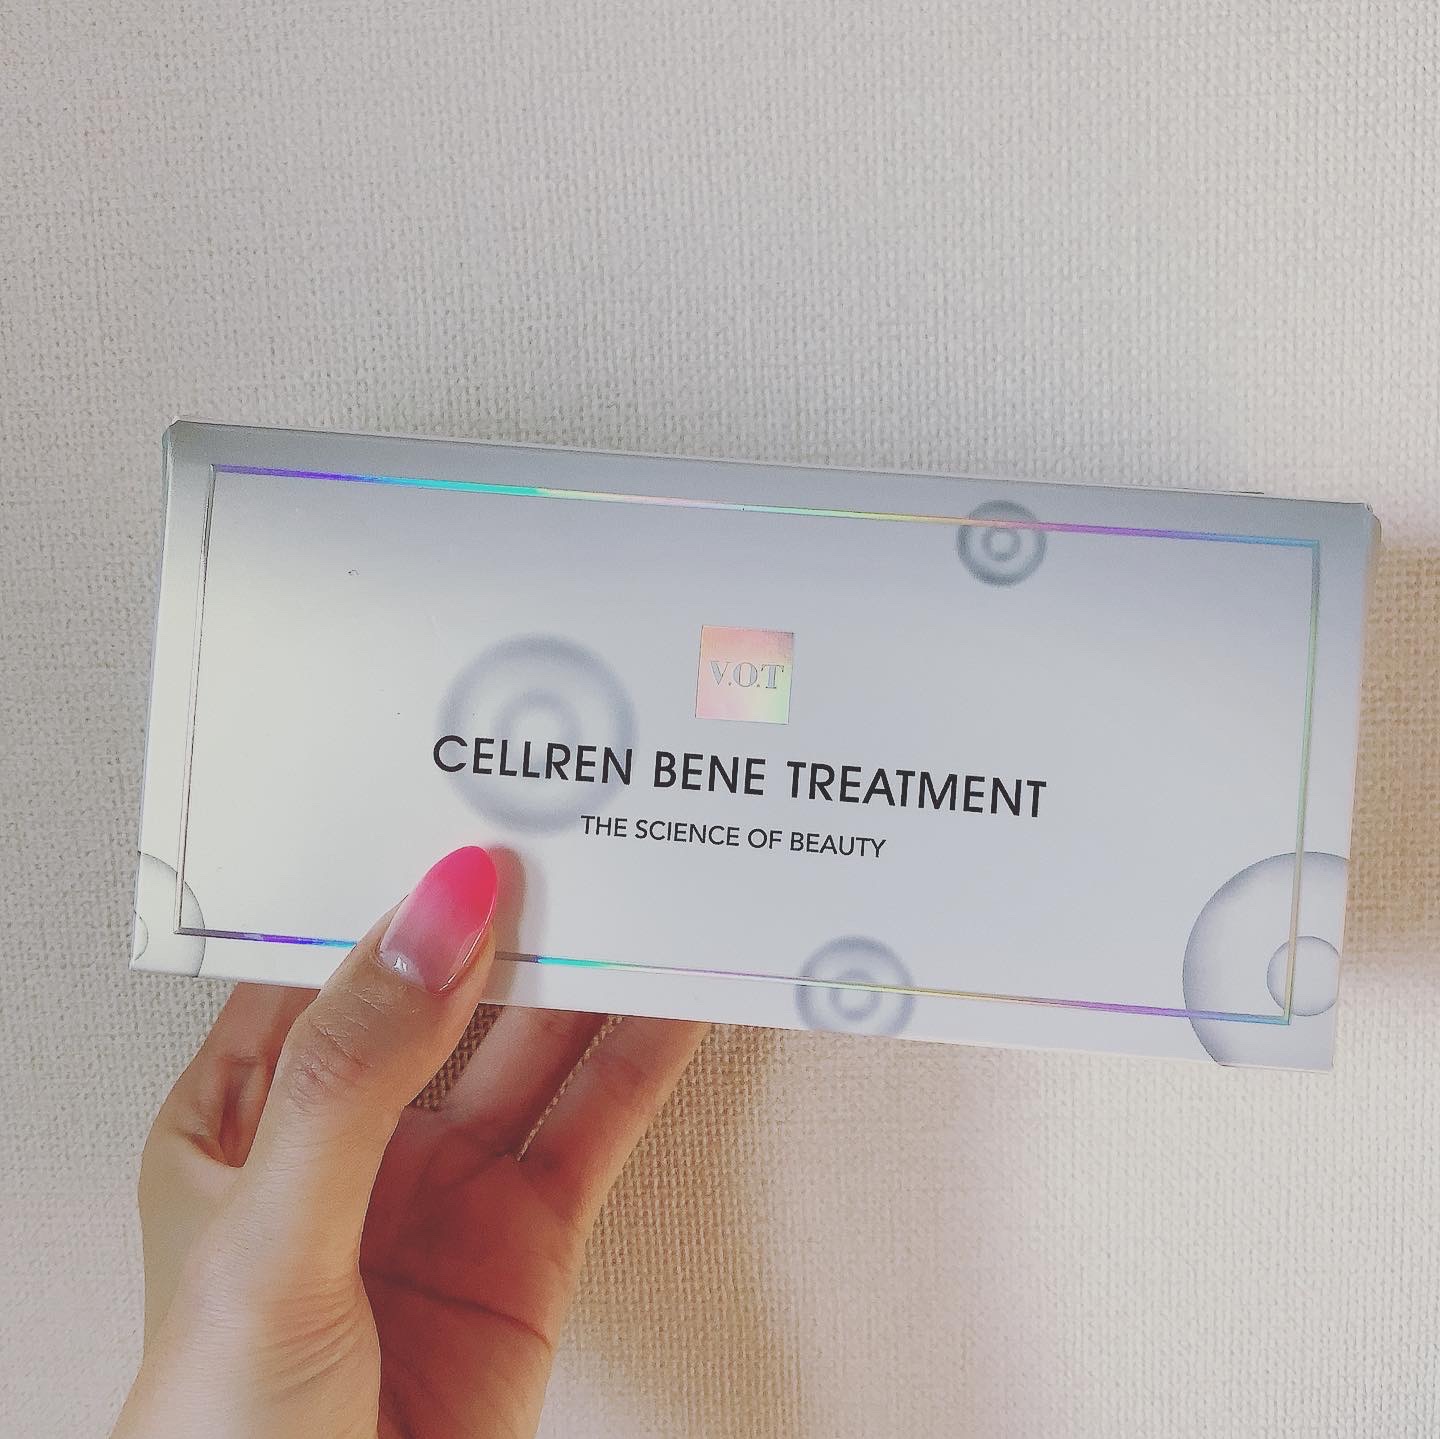 V.O.T
CELLREN BENE TREATMENT
THE SCIENCE OF BEAUTY